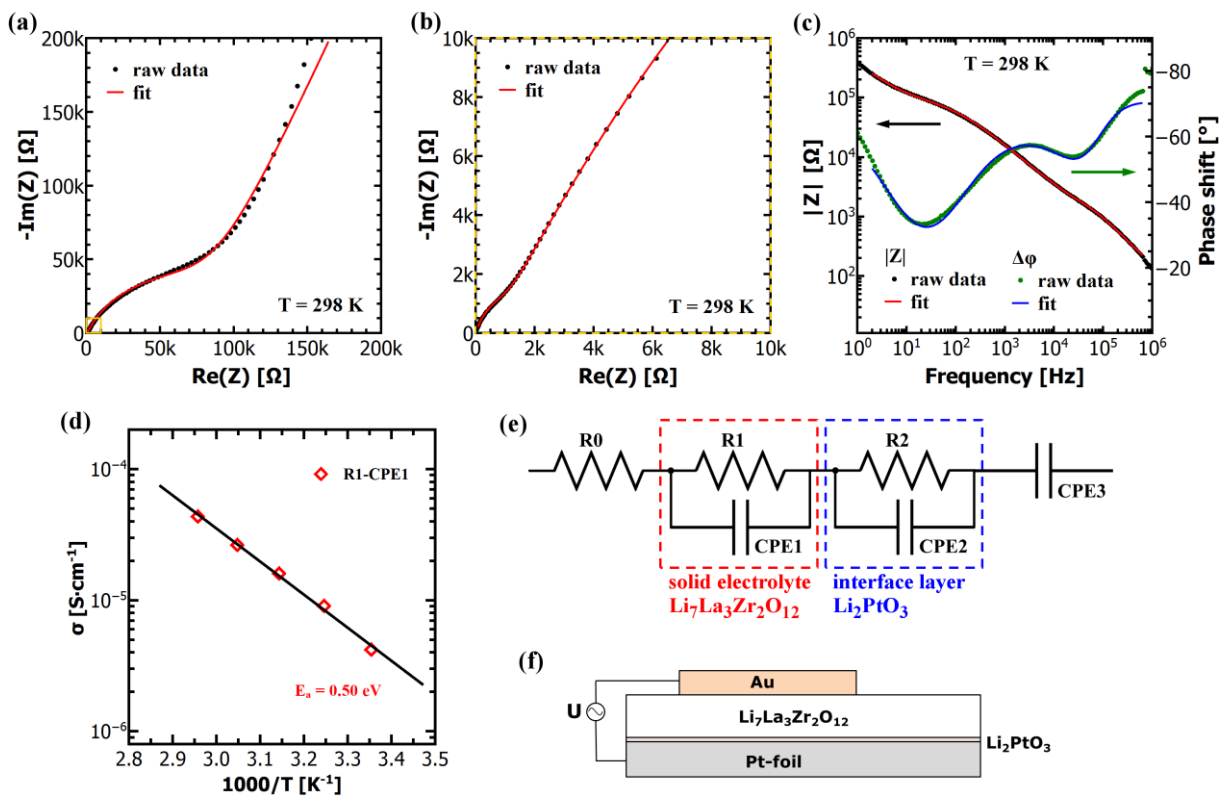 (a)
200k
150k
100k
50k
0
-Im(Z) [Ω]
raw data
fit
T = 298 K
0
50k
100k
150k
200k
Re(Z) [Ω]
(b)
10k
8k
6k
4k
2k
0
-Im(Z) [Ω]
raw data
fit
T = 298 K
0
2k
4k
6k
8k
10k
Re(Z) [Ω]
(c)
10⁶
10⁵
10⁴
10³
10²
|Z| [Ω]
T = 298 K
−80
−60
−40
−20
Phase shift [°]
|Z|
raw data
fit
Δφ
raw data
fit
10⁰
10¹
10²
10³
10⁴
10⁵
10⁶
Frequency [Hz]
(d)
10⁻⁴
10⁻⁵
10⁻⁶
σ [S·cm⁻¹]
R1-CPE1
Eₐ = 0.50 eV
2.8
2.9
3.0
3.1
3.2
3.3
3.4
3.5
1000/T [K⁻¹]
(e)
R0
R1
R2
CPE1
CPE2
CPE3
solid electrolyte
Li₇La₃Zr₂O₁₂
interface layer
Li₂PtO₃
(f)
Au
U
Li₇La₃Zr₂O₁₂
Li₂PtO₃
Pt-foil